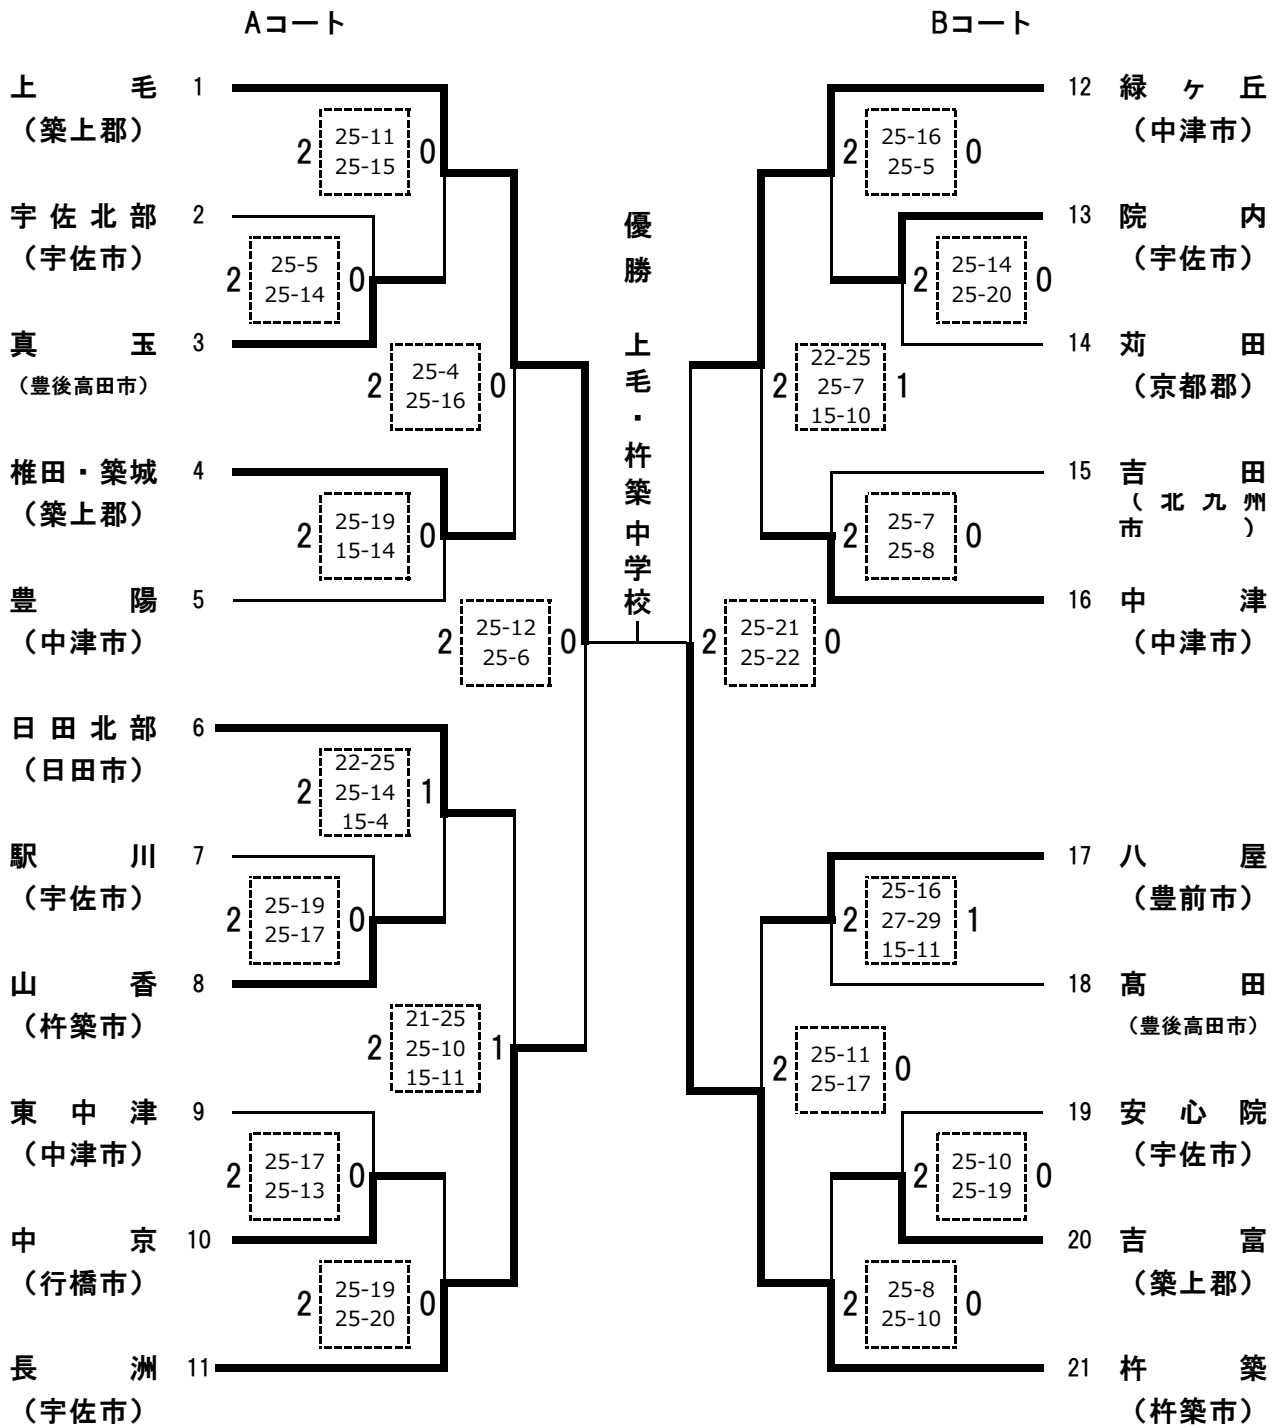 Aコート
上毛 1
（築上郡）
2 25-11 0
25-15
宇佐北部 2
（宇佐市）
2 25-5 0
25-14
真玉 3
（豊後高田市）
2 25-4 0
25-16
椎田・築城 4
（築上郡）
2 25-19 0
15-14
豊陽 5
（中津市）
2 25-12 0
25-6
日田北部 6
（日田市）
22-25
2 25-14 1
15-4
駅川 7
（宇佐市）
2 25-19 0
25-17
山香 8
（杵築市）
21-25
2 25-10 1
15-11
東中津 9
（中津市）
2 25-17 0
25-13
中京 10
（行橋市）
2 25-19 0
25-20
長洲 11
（宇佐市）
優勝 上毛・杵築中学校
Bコート
12 緑ヶ丘
（中津市）
2 25-16 0
25-5
13 院内
（宇佐市）
2 25-14 0
25-20
14 苅田
（京都郡）
22-25
2 25-7 1
15-10
15 吉田
（北九州
市）
2 25-7 0
25-8
16 中津
（中津市）
2 25-21 0
25-22
17 八屋
（豊前市）
25-16
2 27-29 1
15-11
18 髙田
（豊後高田市）
2 25-11 0
25-17
19 安心院
（宇佐市）
2 25-10 0
25-19
20 吉富
（築上郡）
2 25-8 0
25-10
21 杵築
（杵築市）